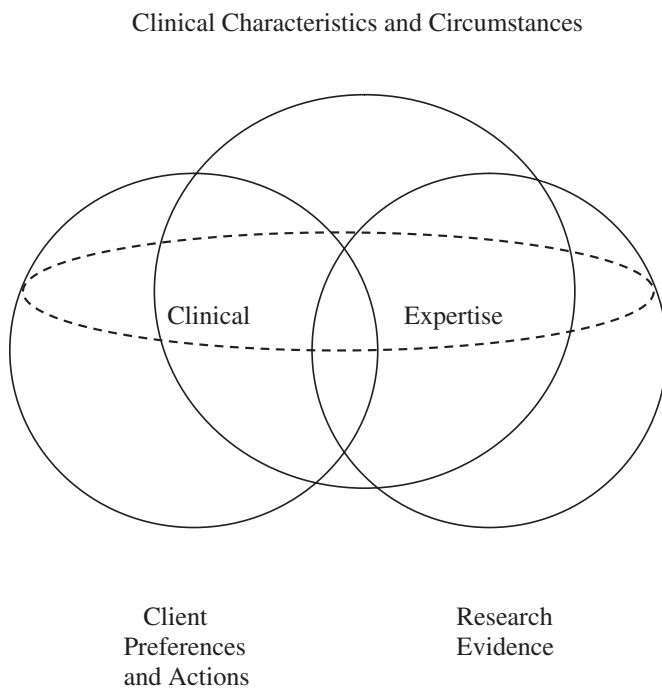 Clinical Characteristics and Circumstances
Clinical Expertise
Client
Preferences
and Actions
Research
Evidence